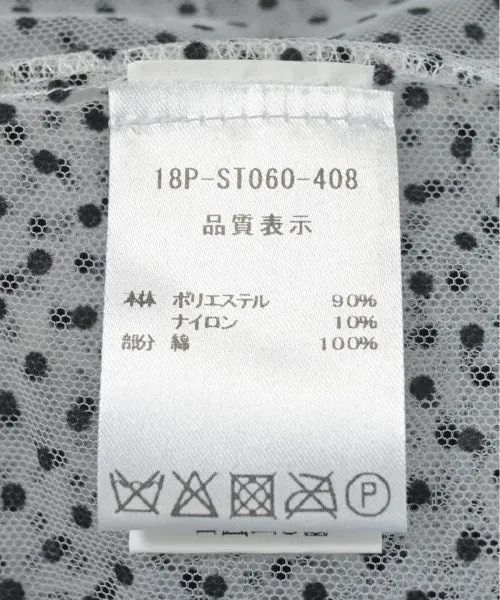 18P-ST060-408
品質表示
本体 ポリエステル 90%
ナイロン 10%
部分 綿 100%
P